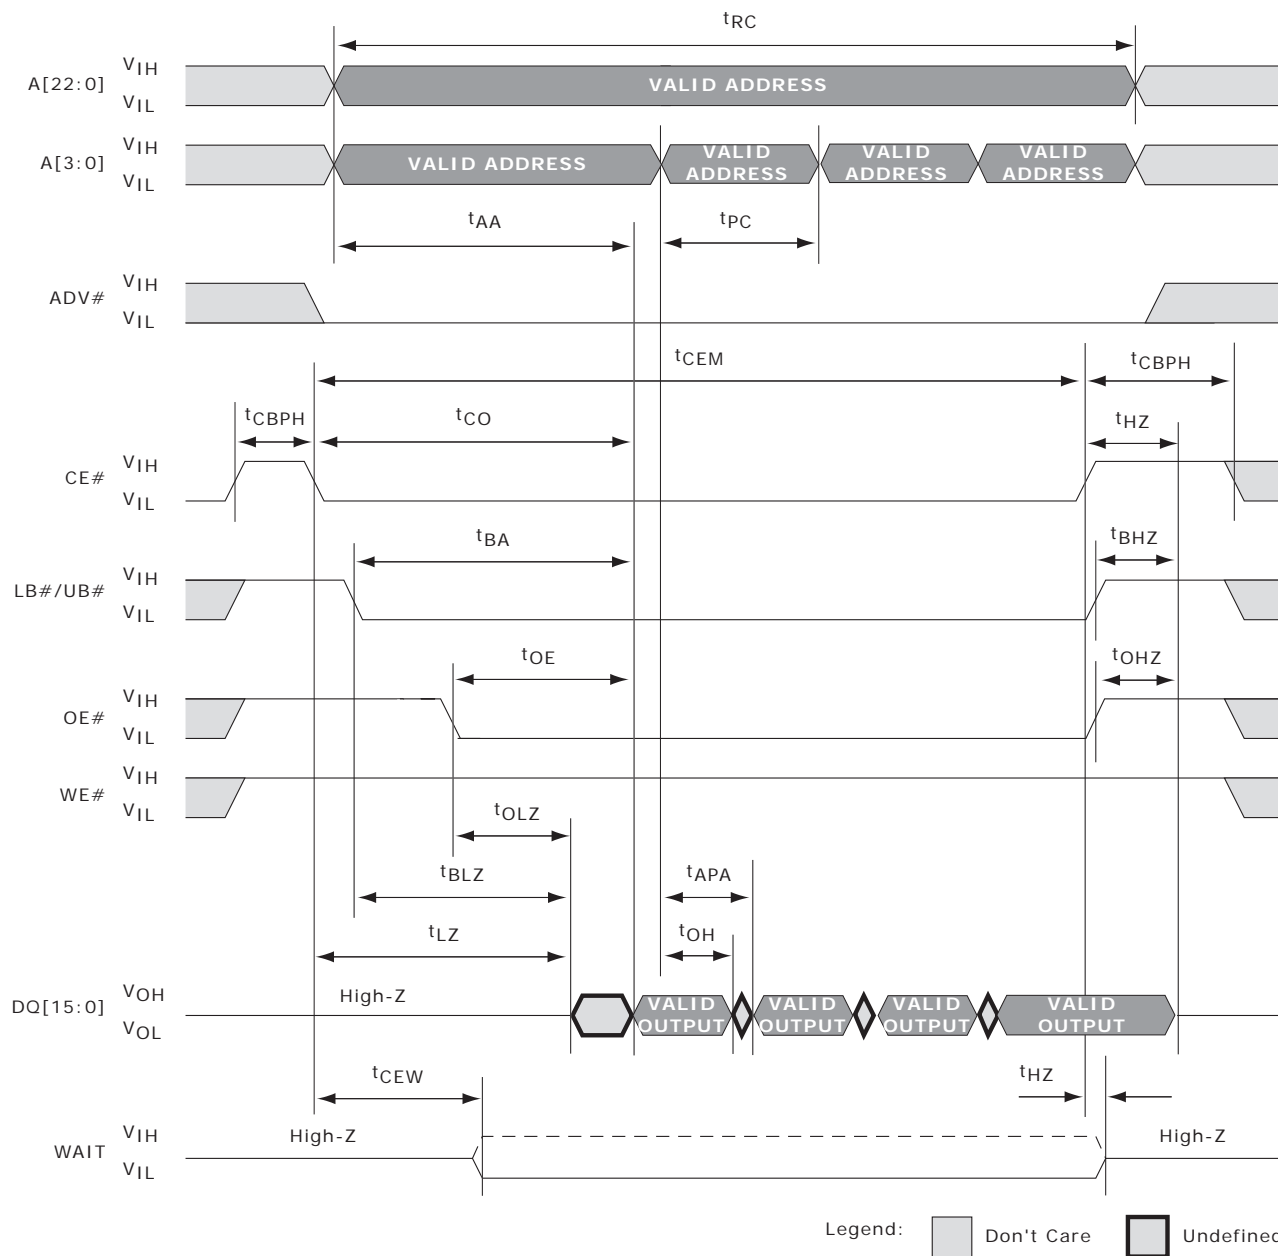 tRC
A[22:0] VIH VIL VALID ADDRESS
A[3:0] VIH VIL VALID ADDRESS VALID ADDRESS VALID ADDRESS VALID ADDRESS
tAA tPC
ADV# VIH VIL
tCEM tCBPH
tCBPH tCO tHZ
CE# VIH VIL
tBA tBHZ
LB#/UB# VIH VIL
tOE tOHZ
OE# VIH VIL
WE# VIH VIL
tOLZ
tBLZ tAPA
tLZ tOH
DQ[15:0] VOH VOL High-Z VALID OUTPUT VALID OUTPUT VALID OUTPUT VALID OUTPUT
tCEW tHZ
WAIT VIH VIL High-Z High-Z
Legend: Don't Care Undefined